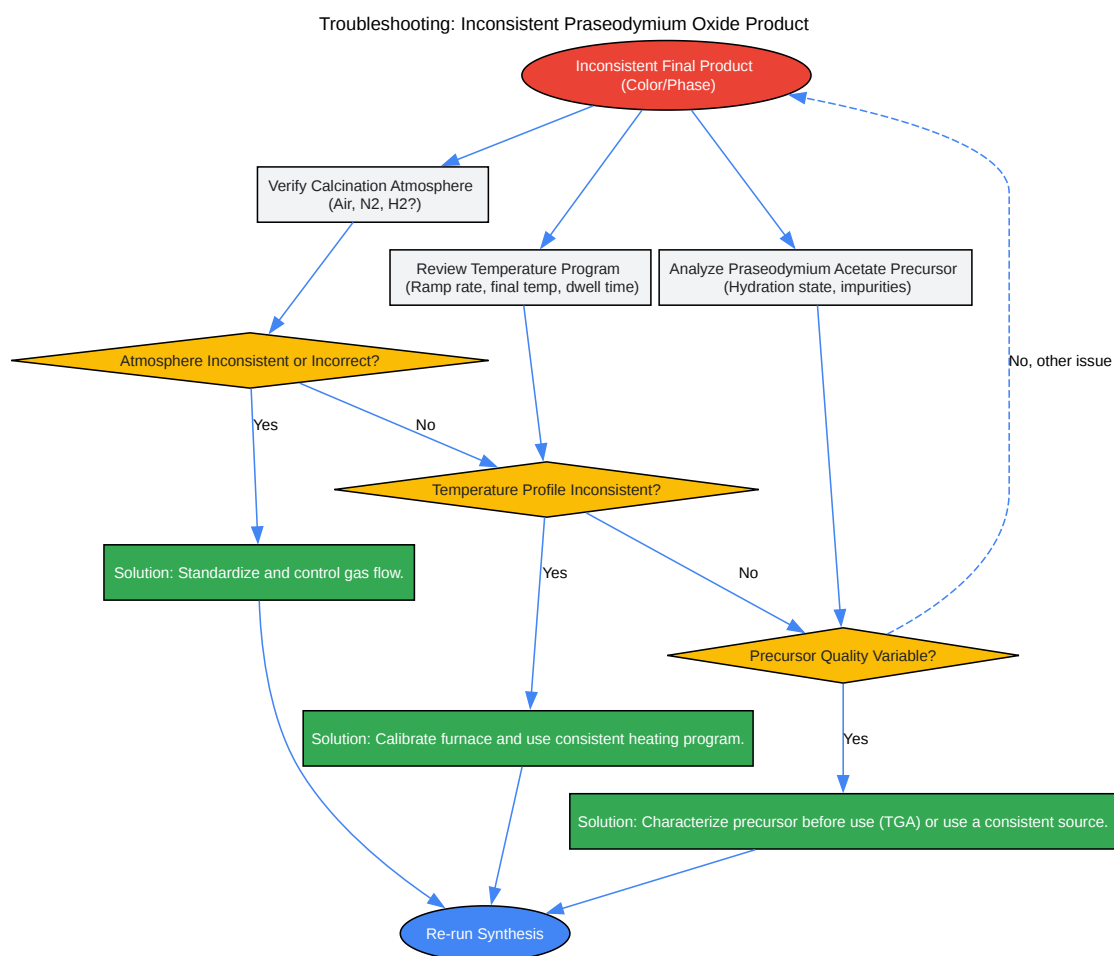 Troubleshooting: Inconsistent Praseodymium Oxide Product
Inconsistent Final Product
(Color/Phase)
Verify Calcination Atmosphere
(Air, N2, H2?)
Review Temperature Program
(Ramp rate, final temp, dwell time)
Analyze Praseodymium Acetate Precursor
(Hydration state, impurities)
Atmosphere Inconsistent or Incorrect?
No, other issue
Yes
No
Temperature Profile Inconsistent?
Solution: Standardize and control gas flow.
Yes
No
Precursor Quality Variable?
Solution: Calibrate furnace and use consistent heating program.
Yes
Solution: Characterize precursor before use (TGA) or use a consistent source.
Re-run Synthesis